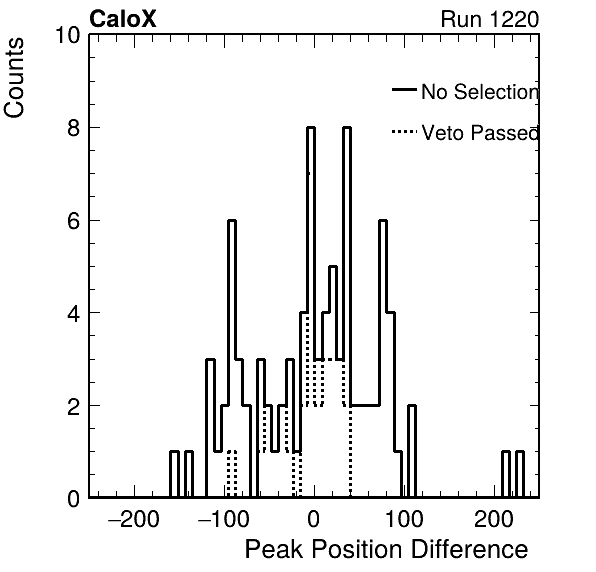 CaloX Run 1220
Counts
10
8
6
4
2
0
No Selection
Veto Passed
−200 −100 0 100 200
Peak Position Difference